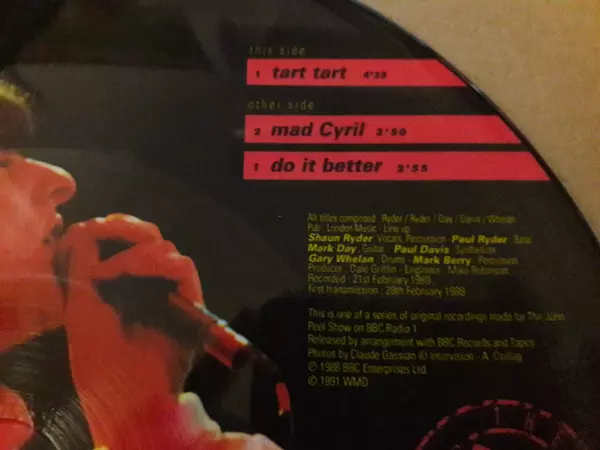 this side
1 tart tart 4'35
other side
2 mad Cyril 3'50
1 do it better 2'55
All titles composed : Ryder / Ryder / Day / Davis / Whelan
Pub : London Music : Line up
Shaun Ryder Vocals, Percussion - Paul Ryder Bass
Mark Day Guitar Paul Davis Synthetiser
Gary Whelan Drums - Mark Berry Percussion
Producer : Dale Griffin - Engineer : Mike Robinson
Recorded : 21st February 1989
first transmission : 28th February 1989
This is one of a series of original recordings made for The John
Peel Show on BBC Radio 1
Released by arrangement with BBC Records and Tapes
Photos by Claude Gassian © Intervision - A. Csillag
BBC Enterprises Ltd
© 1991 WMD